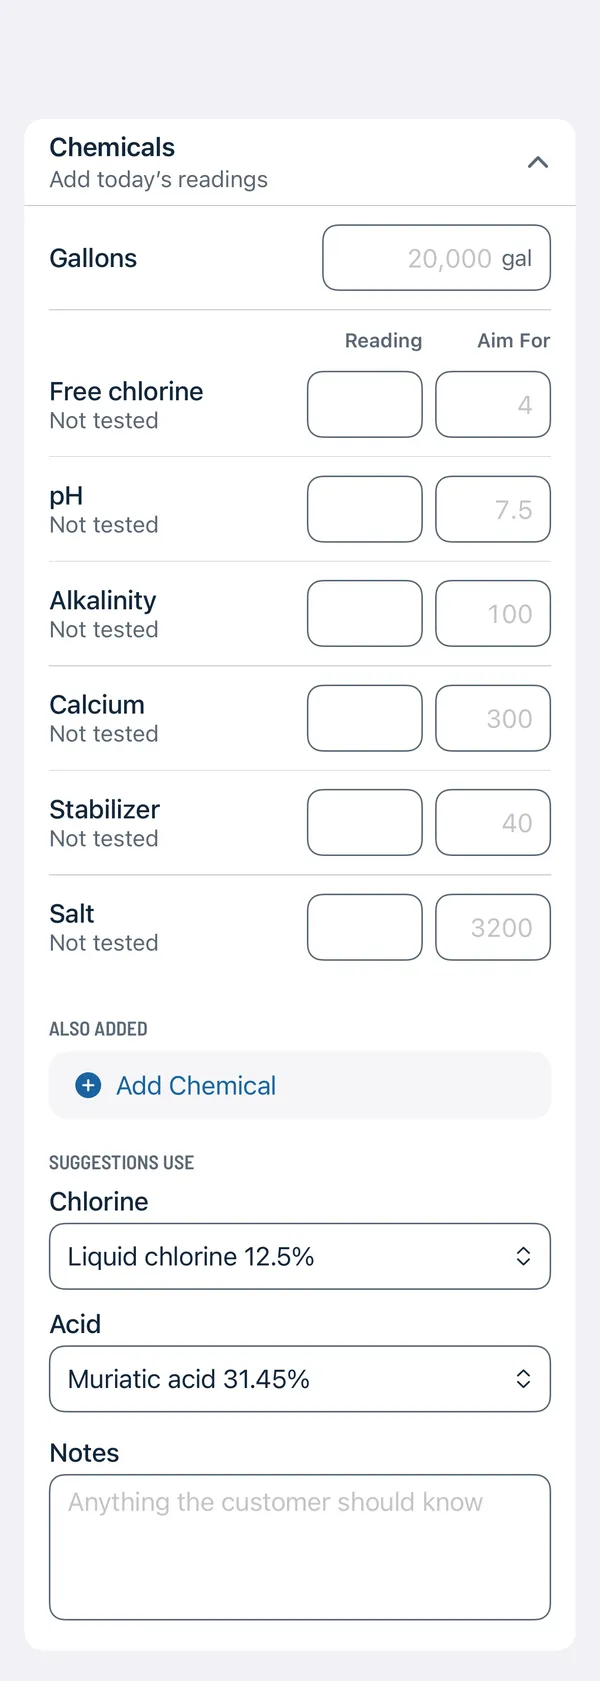 Chemicals
Add today’s readings
Gallons
20,000 gal
Reading Aim For
Free chlorine
Not tested
4
pH
Not tested
7.5
Alkalinity
Not tested
100
Calcium
Not tested
300
Stabilizer
Not tested
40
Salt
Not tested
3200
ALSO ADDED
Add Chemical
SUGGESTIONS USE
Chlorine
Liquid chlorine 12.5%
Acid
Muriatic acid 31.45%
Notes
Anything the customer should know